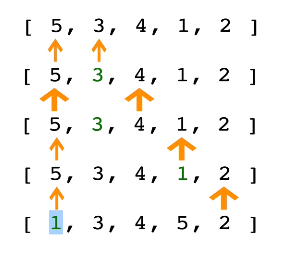 [ 5, 3, 4, 1, 2 ]
[ 5, 3, 4, 1, 2 ]
[ 5, 3, 4, 1, 2 ]
[ 5, 3, 4, 1, 2 ]
[ 1, 3, 4, 5, 2 ]